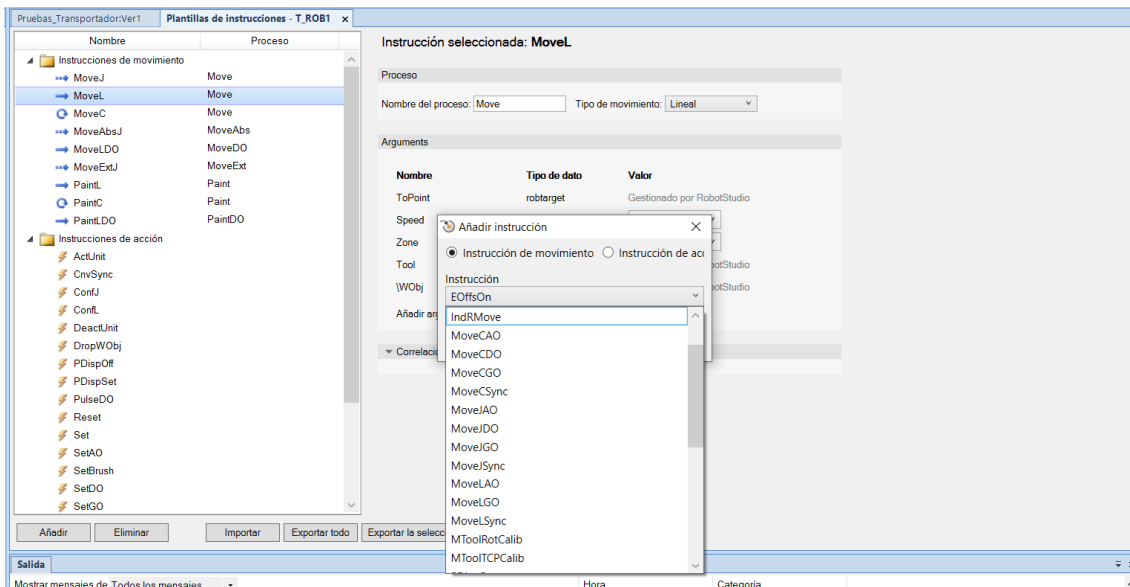 Pruebas_Transportador:Ver1 Plantillas de instrucciones - T_ROB1 x
Nombre Proceso
Instrucciones de movimiento
MoveJ Move
MoveL Move
MoveC Move
MoveAbsJ MoveAbs
MoveLDO MoveDO
MoveExtJ MoveExt
PaintL Paint
PaintC Paint
PaintLDO PaintDO
Instrucciones de acción
ActUnit
CnvSync
ConfJ
ConfL
DeactUnit
DropWObj
PDispOff
PDispSet
PulseDO
Reset
Set
SetAO
SetBrush
SetDO
SetGO
Añadir Eliminar Importar Exportar todo Exportar la selecc
Instrucción seleccionada: MoveL
Proceso
Nombre del proceso: Move Tipo de movimiento: Lineal
Arguments
Nombre Tipo de dato Valor
ToPoint robtarget Gestionado por RobotStudio
Speed
Zone
Tool otStudio
\WObj otStudio
Añadir arg
Correlació
Añadir instrucción
Instrucción de movimiento Instrucción de acc
Instrucción
EOffsOn
IndRMove
MoveCAO
MoveCDO
MoveCGO
MoveCSync
MoveJAO
MoveJDO
MoveJGO
MoveJSync
MoveLAO
MoveLGO
MoveLSync
MToolRotCalib
MToolTCPCalib
Salida
Mostrar mensajes de Todos los mensajes Hora Categoría